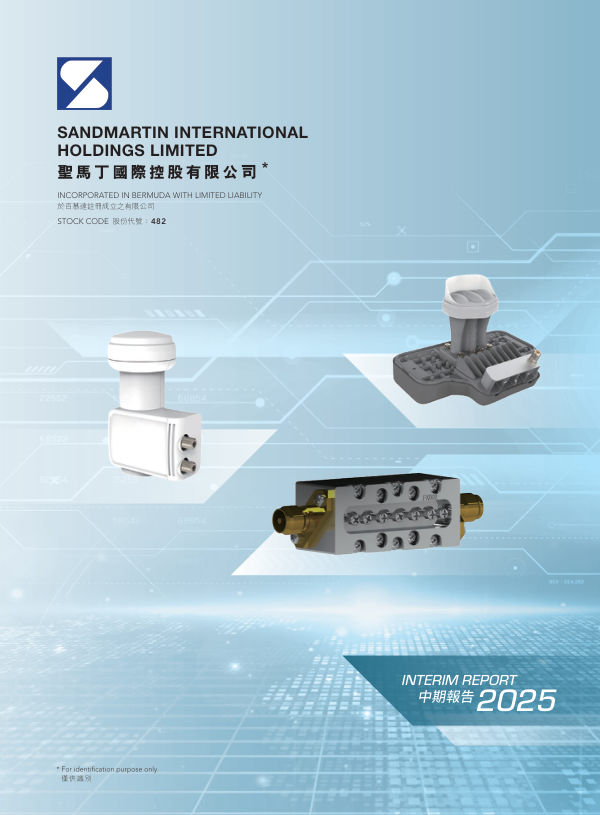 SANDMARTIN INTERNATIONAL
HOLDINGS LIMITED
聖馬丁國際控股有限公司*
INCORPORATED IN BERMUDA WITH LIMITED LIABILITY
於百慕達註冊成立之有限公司
STOCK CODE 股份代號：482
INTERIM REPORT
中期報告 2025
* For identification purpose only
僅供識別